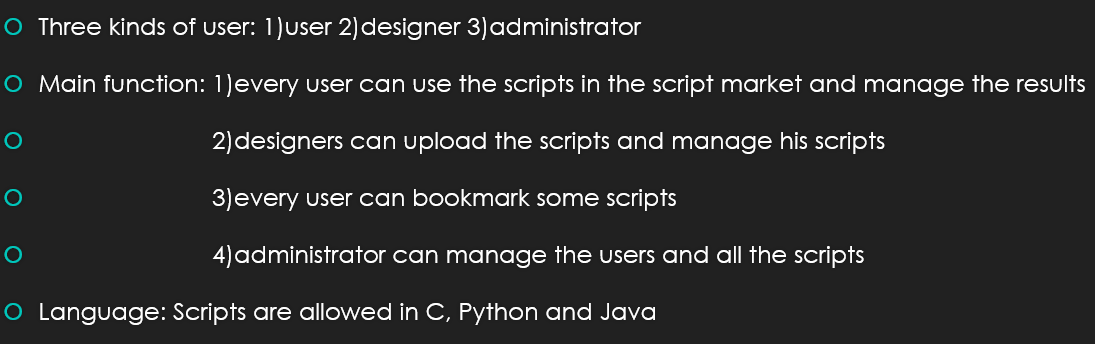 Three kinds of user: 1)user 2)designer 3)administrator
Main function: 1)every user can use the scripts in the script market and manage the results
2)designers can upload the scripts and manage his scripts
3)every user can bookmark some scripts
4)administrator can manage the users and all the scripts
Language: Scripts are allowed in C, Python and Java